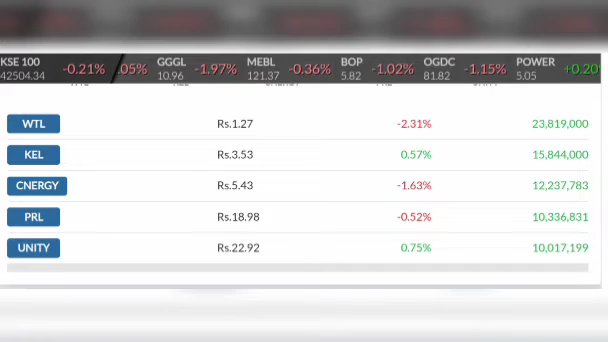 KSE 100 -0.21% .05% GGGL -1.97% MEBL -0.36% BOP -1.02% OGDC -1.15% POWER +0.20
42504.34 10.96 121.37 5.82 81.82 5.05
WTL Rs.1.27 -2.31% 23,819,000
KEL Rs.3.53 0.57% 15,844,000
CNERGY Rs.5.43 -1.63% 12,237,783
PRL Rs.18.98 -0.52% 10,336,831
UNITY Rs.22.92 0.75% 10,017,199